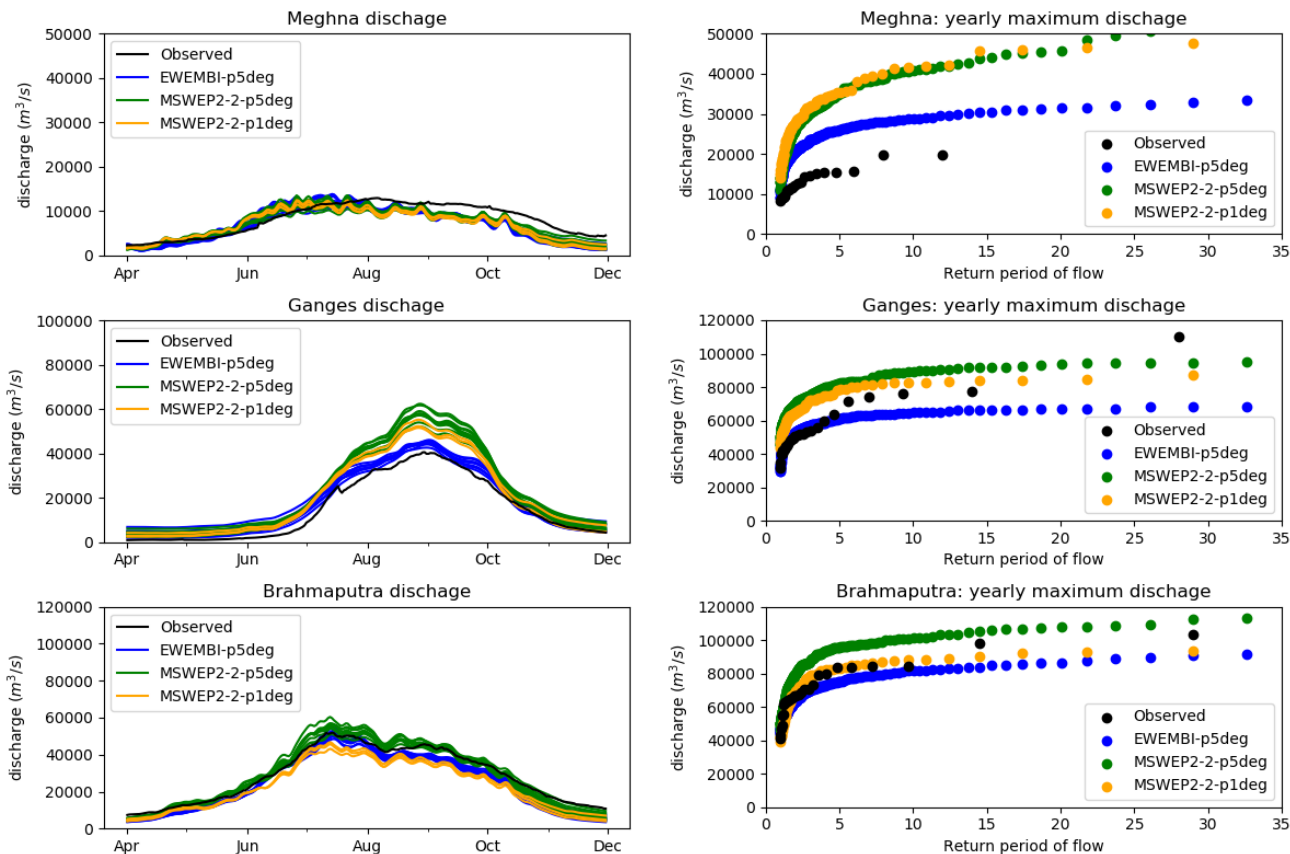 Meghna dischage
discharge (m³/s)
50000
40000
30000
20000
10000
0
Observed
EWEMBI-p5deg
MSWEP2-2-p5deg
MSWEP2-2-p1deg
Apr Jun Aug Oct Dec
Meghna: yearly maximum dischage
discharge (m³/s)
50000
40000
30000
20000
10000
0
Observed
EWEMBI-p5deg
MSWEP2-2-p5deg
MSWEP2-2-p1deg
0 5 10 15 20 25 30 35
Return period of flow
Ganges dischage
discharge (m³/s)
100000
80000
60000
40000
20000
0
Observed
EWEMBI-p5deg
MSWEP2-2-p5deg
MSWEP2-2-p1deg
Apr Jun Aug Oct Dec
Ganges: yearly maximum dischage
discharge (m³/s)
120000
100000
80000
60000
40000
20000
0
Observed
EWEMBI-p5deg
MSWEP2-2-p5deg
MSWEP2-2-p1deg
0 5 10 15 20 25 30 35
Return period of flow
Brahmaputra dischage
discharge (m³/s)
120000
100000
80000
60000
40000
20000
0
Observed
EWEMBI-p5deg
MSWEP2-2-p5deg
MSWEP2-2-p1deg
Apr Jun Aug Oct Dec
Brahmaputra: yearly maximum dischage
discharge (m³/s)
120000
100000
80000
60000
40000
20000
0
Observed
EWEMBI-p5deg
MSWEP2-2-p5deg
MSWEP2-2-p1deg
0 5 10 15 20 25 30 35
Return period of flow